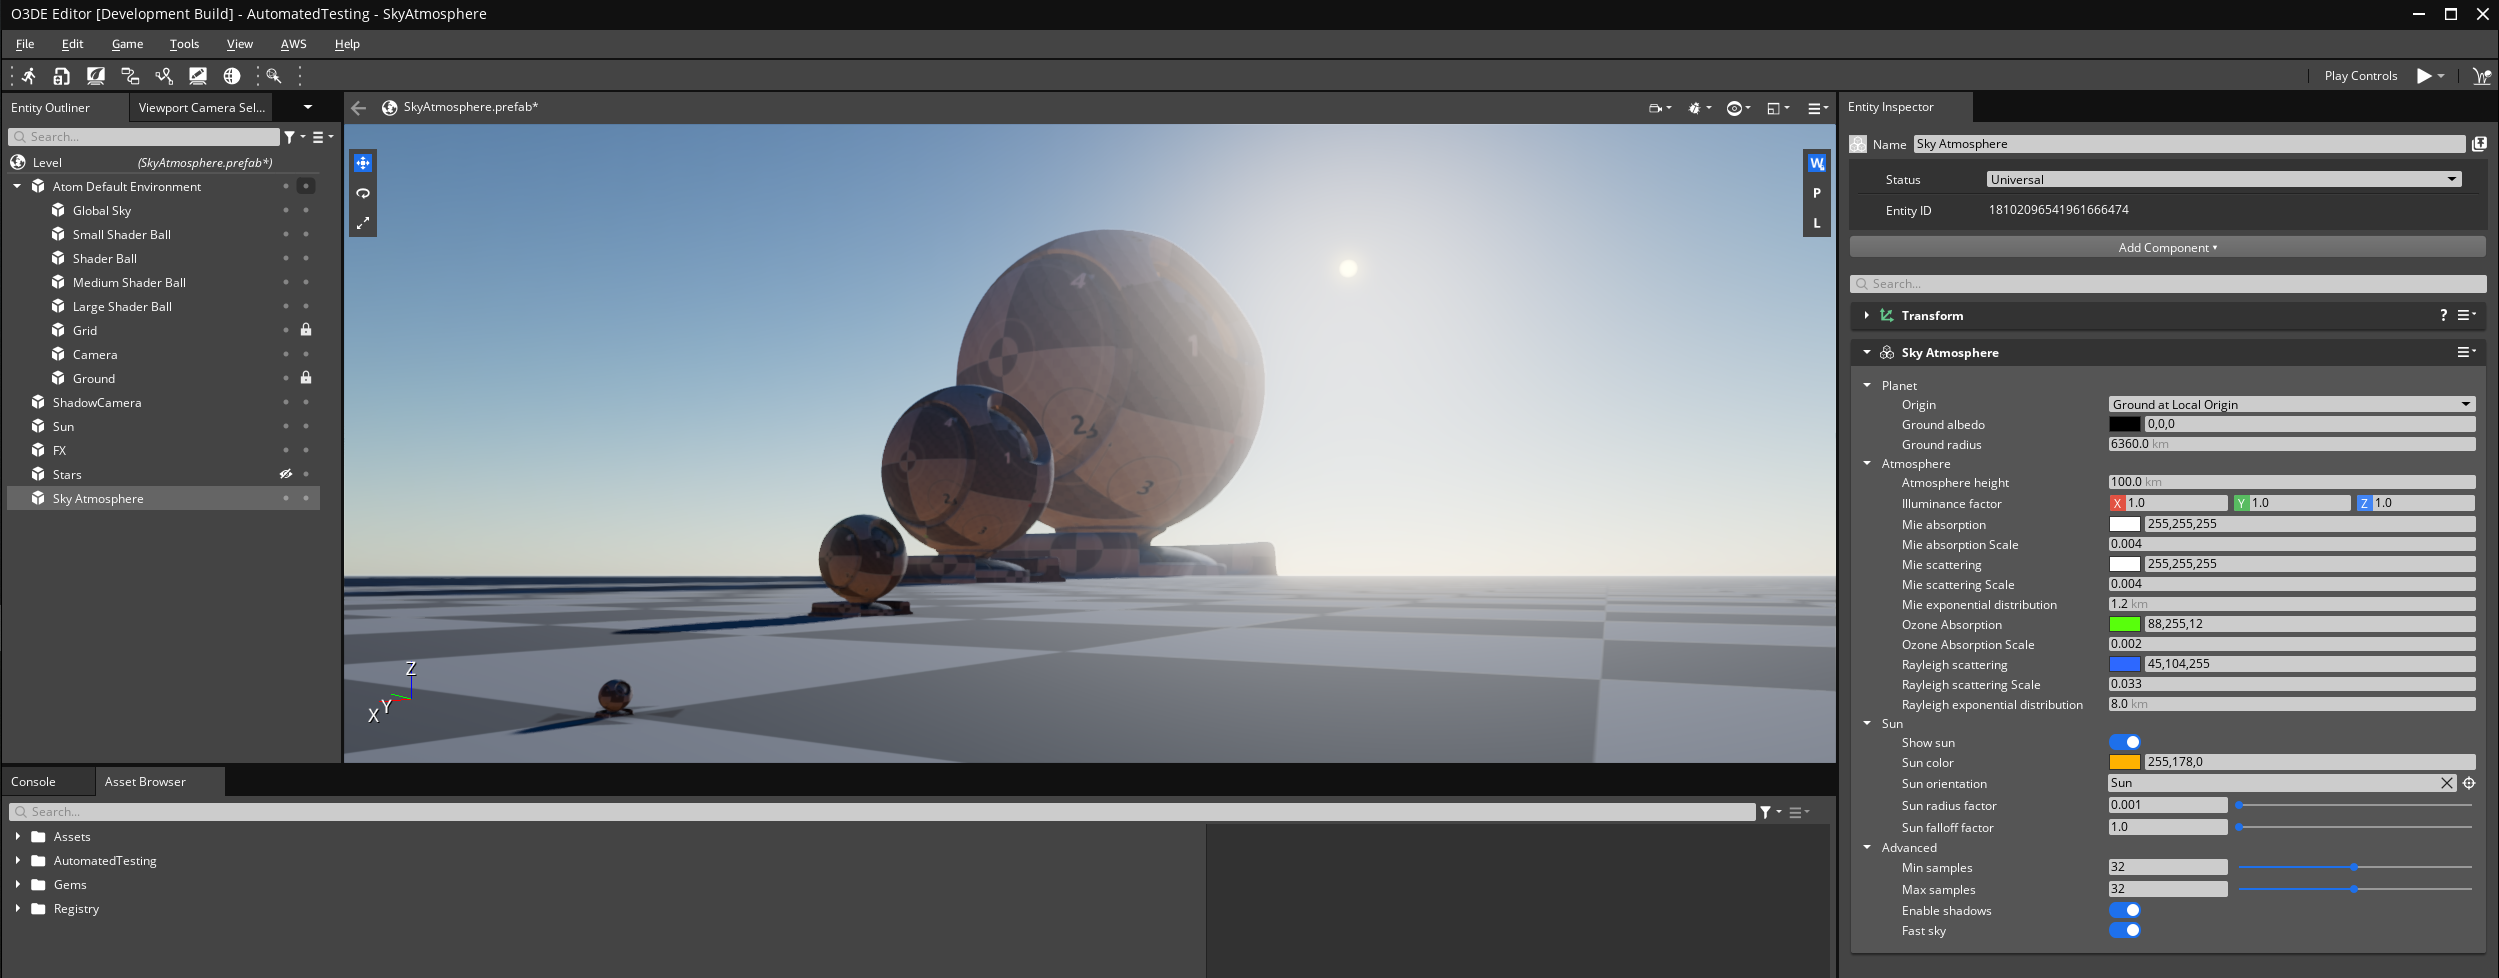 O3DE Editor [Development Build] - AutomatedTesting - SkyAtmosphere
File Edit Game Tools View AWS Help
Play Controls
Entity Outliner
Viewport Camera Sel...
Search...
Level (SkyAtmosphere.prefab*)
Atom Default Environment
Global Sky
Small Shader Ball
Shader Ball
Medium Shader Ball
Large Shader Ball
Grid
Camera
Ground
ShadowCamera
Sun
FX
Stars
Sky Atmosphere
SkyAtmosphere.prefab*
W
P
L
4
1
2
3
4
1
2
Z
Y
X
Console
Asset Browser
Search...
Assets
AutomatedTesting
Gems
Registry
Entity Inspector
Name Sky Atmosphere
Status Universal
Entity ID 18102096541961666474
Add Component
Search...
Transform ?
Sky Atmosphere
Planet
Origin Ground at Local Origin
Ground albedo 0,0,0
Ground radius 6360.0 km
Atmosphere
Atmosphere height 100.0 km
Illuminance factor X 1.0 Y 1.0 Z 1.0
Mie absorption 255,255,255
Mie absorption Scale 0.004
Mie scattering 255,255,255
Mie scattering Scale 0.004
Mie exponential distribution 1.2 km
Ozone Absorption 88,255,12
Ozone Absorption Scale 0.002
Rayleigh scattering 45,104,255
Rayleigh scattering Scale 0.033
Rayleigh exponential distribution 8.0 km
Sun
Show sun
Sun color 255,178,0
Sun orientation Sun
Sun radius factor 0.001
Sun falloff factor 1.0
Advanced
Min samples 32
Max samples 32
Enable shadows
Fast sky